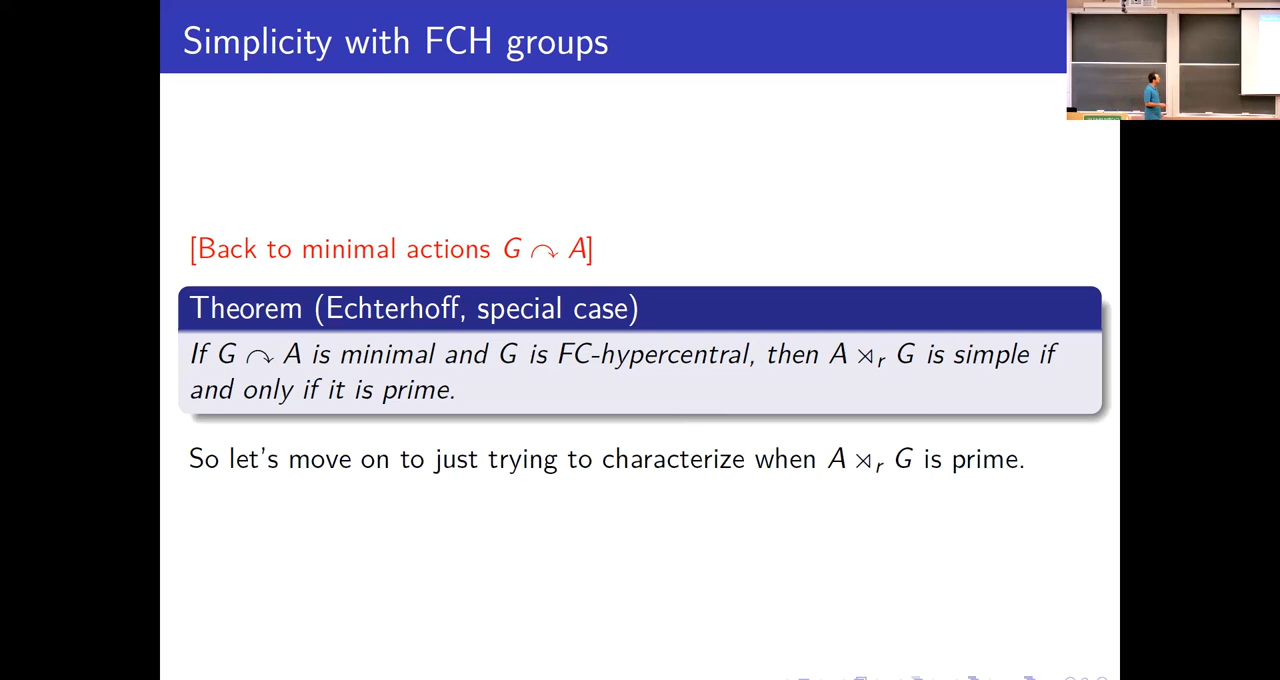 Simplicity with FCH groups
[Back to minimal actions G ↷ A]
Theorem (Echterhoff, special case)
If G ↷ A is minimal and G is FC-hypercentral, then A ⋊r G is simple if
and only if it is prime.
So let's move on to just trying to characterize when A ⋊r G is prime.